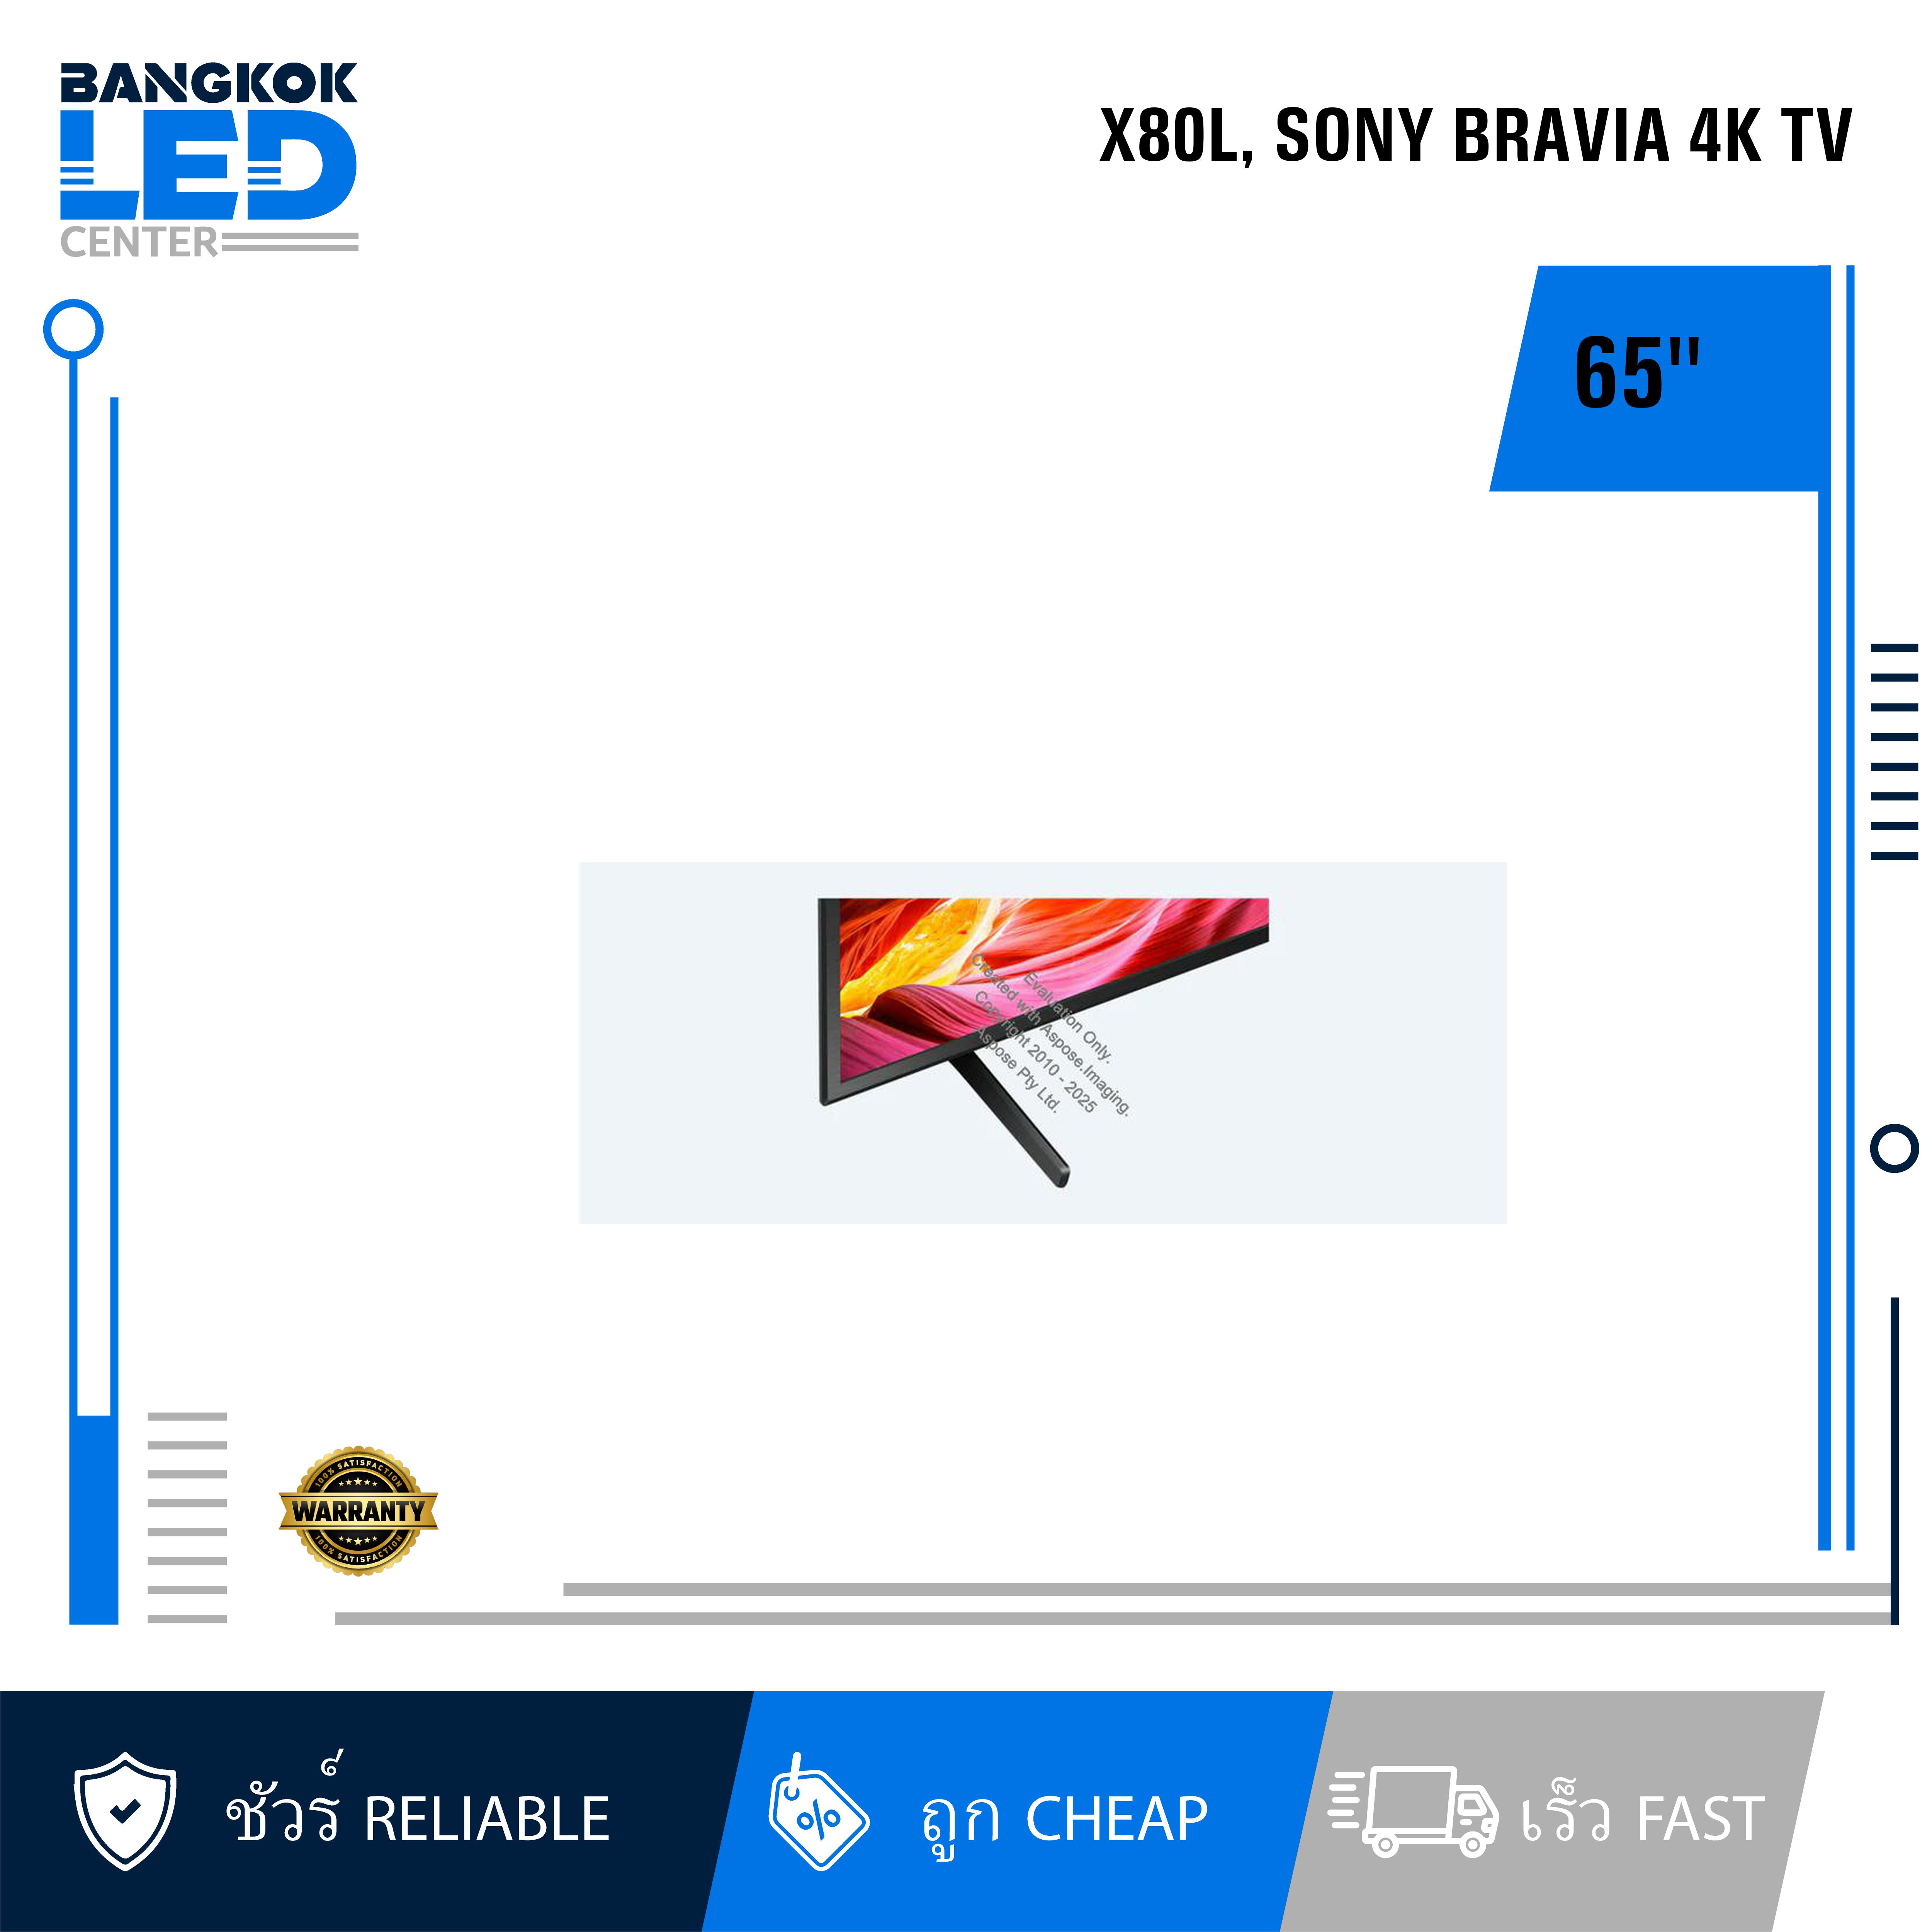 BANGKOK
LED
CENTER
X80L, SONY BRAVIA 4K TV
65"
Evaluation Only.
Created with Aspose.Imaging.
Copyright 2010 - 2025
Aspose Pty Ltd.
100% SATISFACTION
WARRANTY
100% SATISFACTION
ชัวร์ RELIABLE
%
ถูก CHEAP
เร็ว FAST